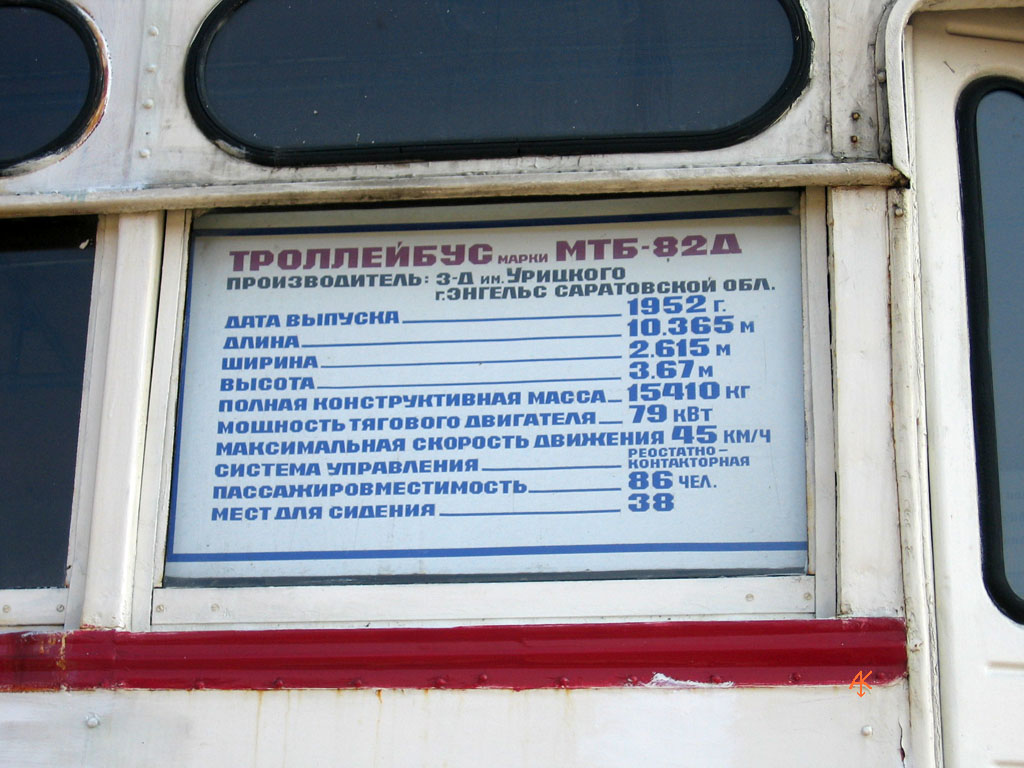 ТРОЛЛЕЙБУС МАРКИ МТБ-82Д
ПРОИЗВОДИТЕЛЬ: З-Д ИМ. УРИЦКОГО
Г. ЭНГЕЛЬС САРАТОВСКОЙ ОБЛ.
ДАТА ВЫПУСКА 1952 Г.
ДЛИНА 10.365 М
ШИРИНА 2.615 М
ВЫСОТА 3.67 М
ПОЛНАЯ КОНСТРУКТИВНАЯ МАССА 15410 КГ
МОЩНОСТЬ ТЯГОВОГО ДВИГАТЕЛЯ 79 КВТ
МАКСИМАЛЬНАЯ СКОРОСТЬ ДВИЖЕНИЯ 45 КМ/Ч
СИСТЕМА УПРАВЛЕНИЯ РЕОСТАТНО-
КОНТАКТОРНАЯ
ПАССАЖИРОВМЕСТИМОСТЬ 86 ЧЕЛ.
МЕСТ ДЛЯ СИДЕНИЯ 38